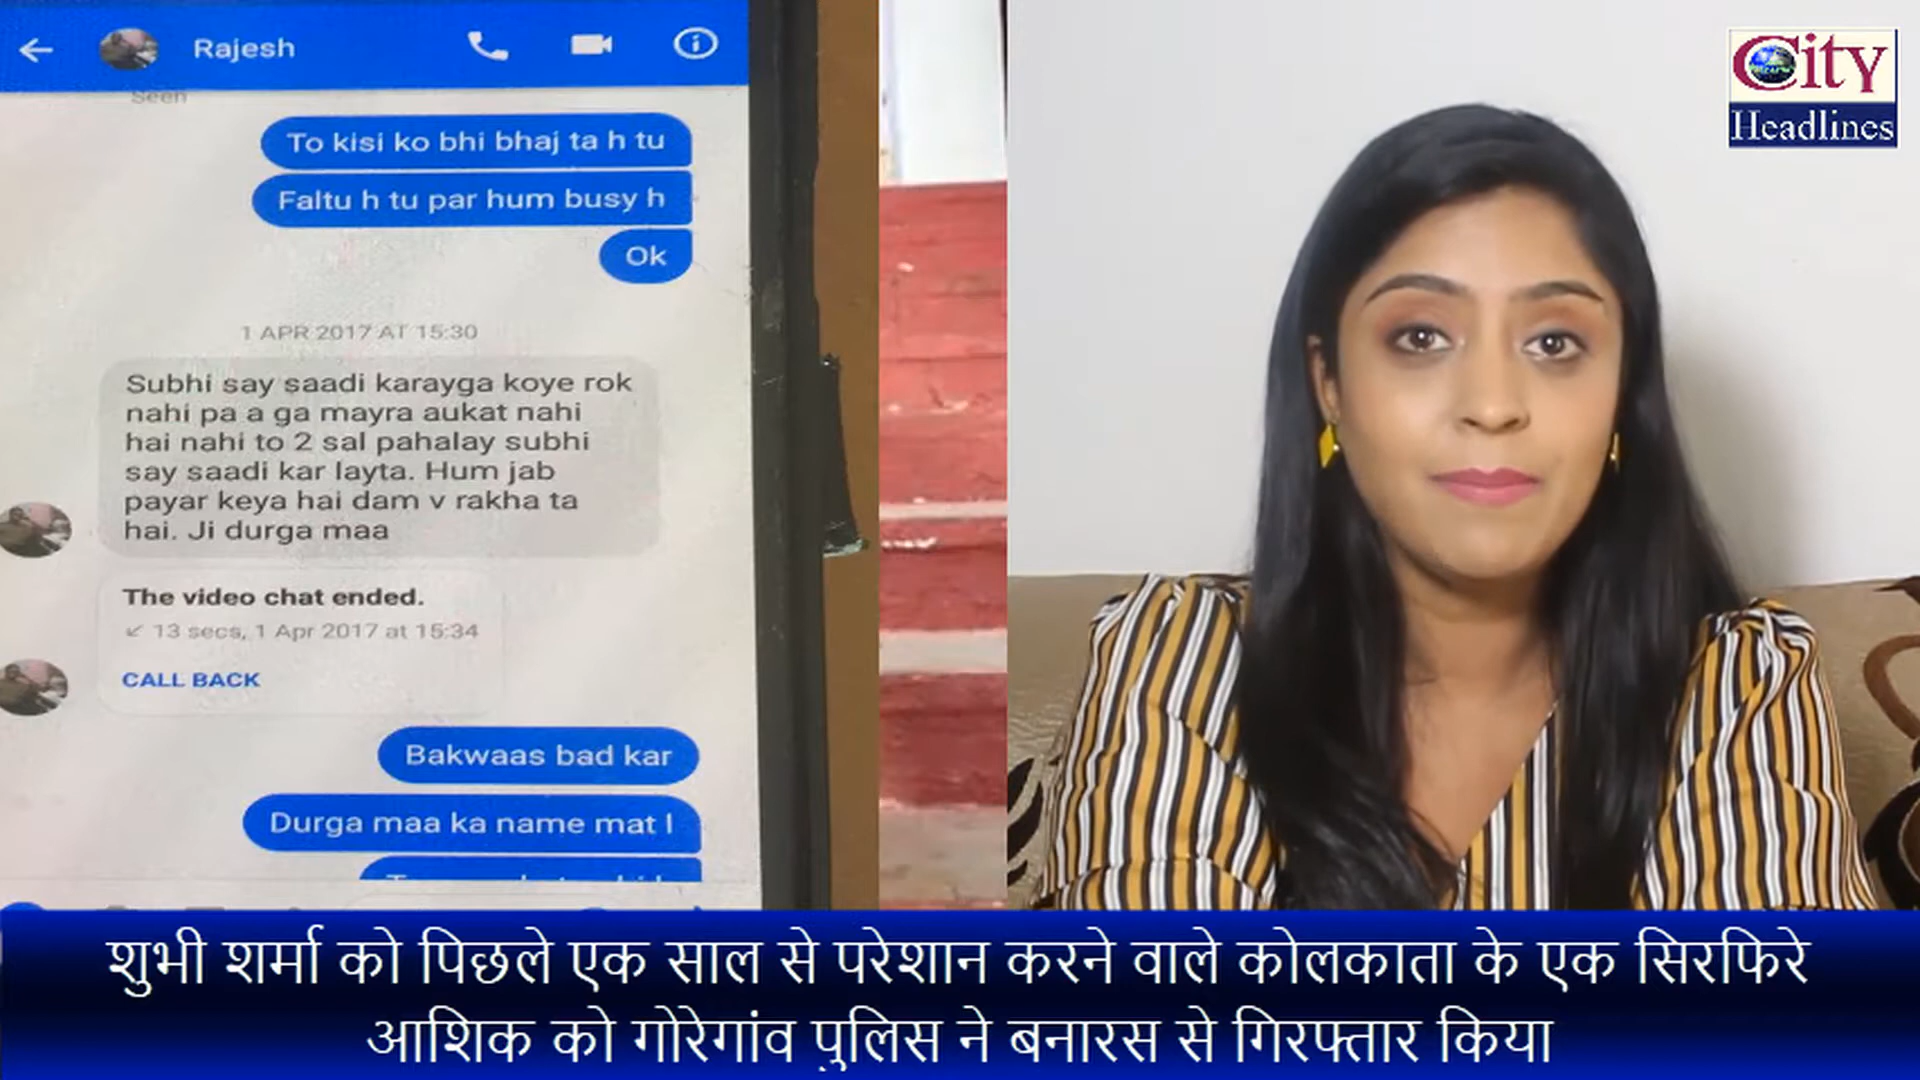 Rajesh
Seen
To kisi ko bhi bhaj ta h tu
Faltu h tu par hum busy h
Ok
1 APR 2017 AT 15:30
Subhi say saadi karayga koye rok
nahi pa a ga mayra aukat nahi
hai nahi to 2 sal pahalay subhi
say saadi kar layta. Hum jab
payar keya hai dam v rakha ta
hai. Ji durga maa
The video chat ended.
↙ 13 secs, 1 Apr 2017 at 15:34
CALL BACK
Bakwaas bad kar
Durga maa ka name mat l
City
Headlines
शुभी शर्मा को पिछले एक साल से परेशान करने वाले कोलकाता के एक सिरफिरे
आशिक को गोरेगांव पुलिस ने बनारस से गिरफ्तार किया